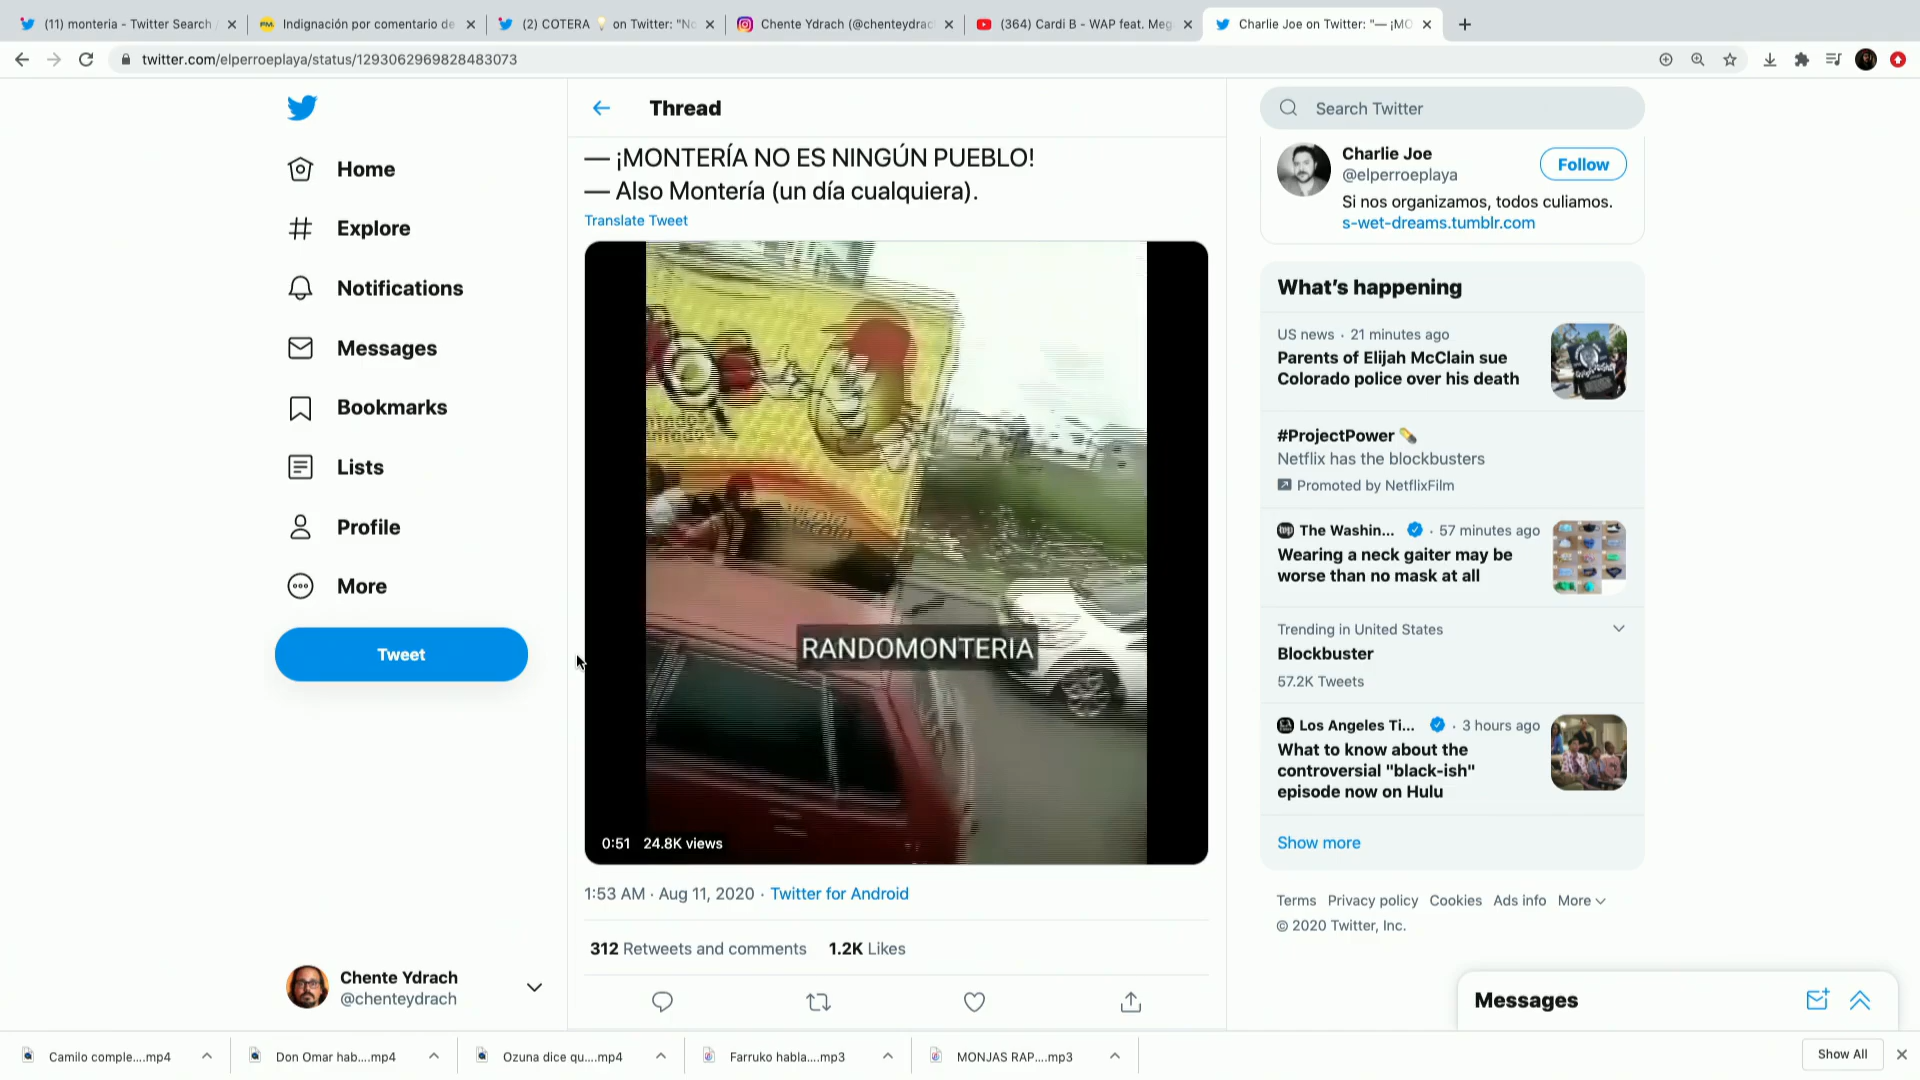 (11) monteria - Twitter Search
Indignación por comentario de
(2) COTERA 💡 on Twitter: "No
Chente Ydrach (@chenteydrac
(364) Cardi B - WAP feat. Meg
Charlie Joe on Twitter: "— ¡MO
twitter.com/elperroeplaya/status/1293062969828483073
Home
Explore
Notifications
Messages
Bookmarks
Lists
Profile
More
Tweet
Chente Ydrach
@chenteydrach
Thread
— ¡MONTERÍA NO ES NINGÚN PUEBLO!
— Also Montería (un día cualquiera).
Translate Tweet
RANDOMONTERIA
0:51 24.8K views
1:53 AM · Aug 11, 2020 · Twitter for Android
312 Retweets and comments 1.2K Likes
Search Twitter
Charlie Joe
@elperroeplaya
Follow
Si nos organizamos, todos culiamos.
s-wet-dreams.tumblr.com
What's happening
US news · 21 minutes ago
Parents of Elijah McClain sue
Colorado police over his death
#ProjectPower 💊
Netflix has the blockbusters
Promoted by NetflixFilm
The Washin... · 57 minutes ago
Wearing a neck gaiter may be
worse than no mask at all
Trending in United States
Blockbuster
57.2K Tweets
Los Angeles Ti... · 3 hours ago
What to know about the
controversial "black-ish"
episode now on Hulu
Show more
Terms Privacy policy Cookies Ads info More
© 2020 Twitter, Inc.
Messages
Camilo comple....mp4
Don Omar hab....mp4
Ozuna dice qu....mp4
Farruko habla....mp3
MONJAS RAP....mp3
Show All